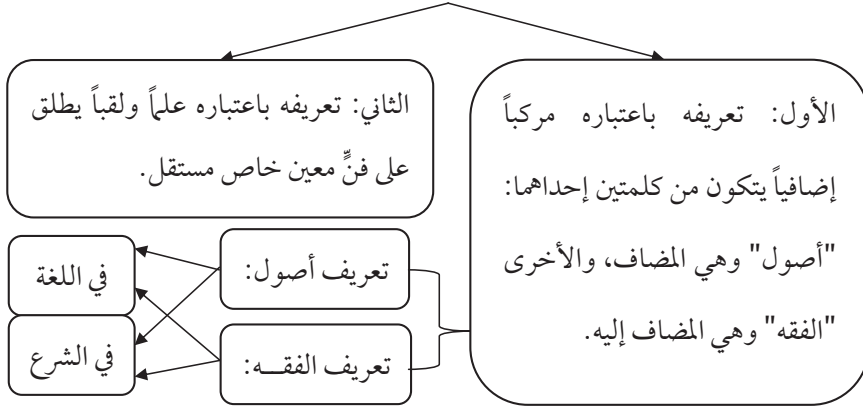 الأول: تعريفه باعتباره مركباً
إضافياً يتكون من كلمتين إحداهما:
"أصول" وهي المضاف، والأخرى
"الفقه" وهي المضاف إليه.
الثاني: تعريفه باعتباره علماً ولقباً يطلق
على فنٍّ معين خاص مستقل.
تعريف أصول:
تعريف الفقـــه:
في اللغة
في الشرع